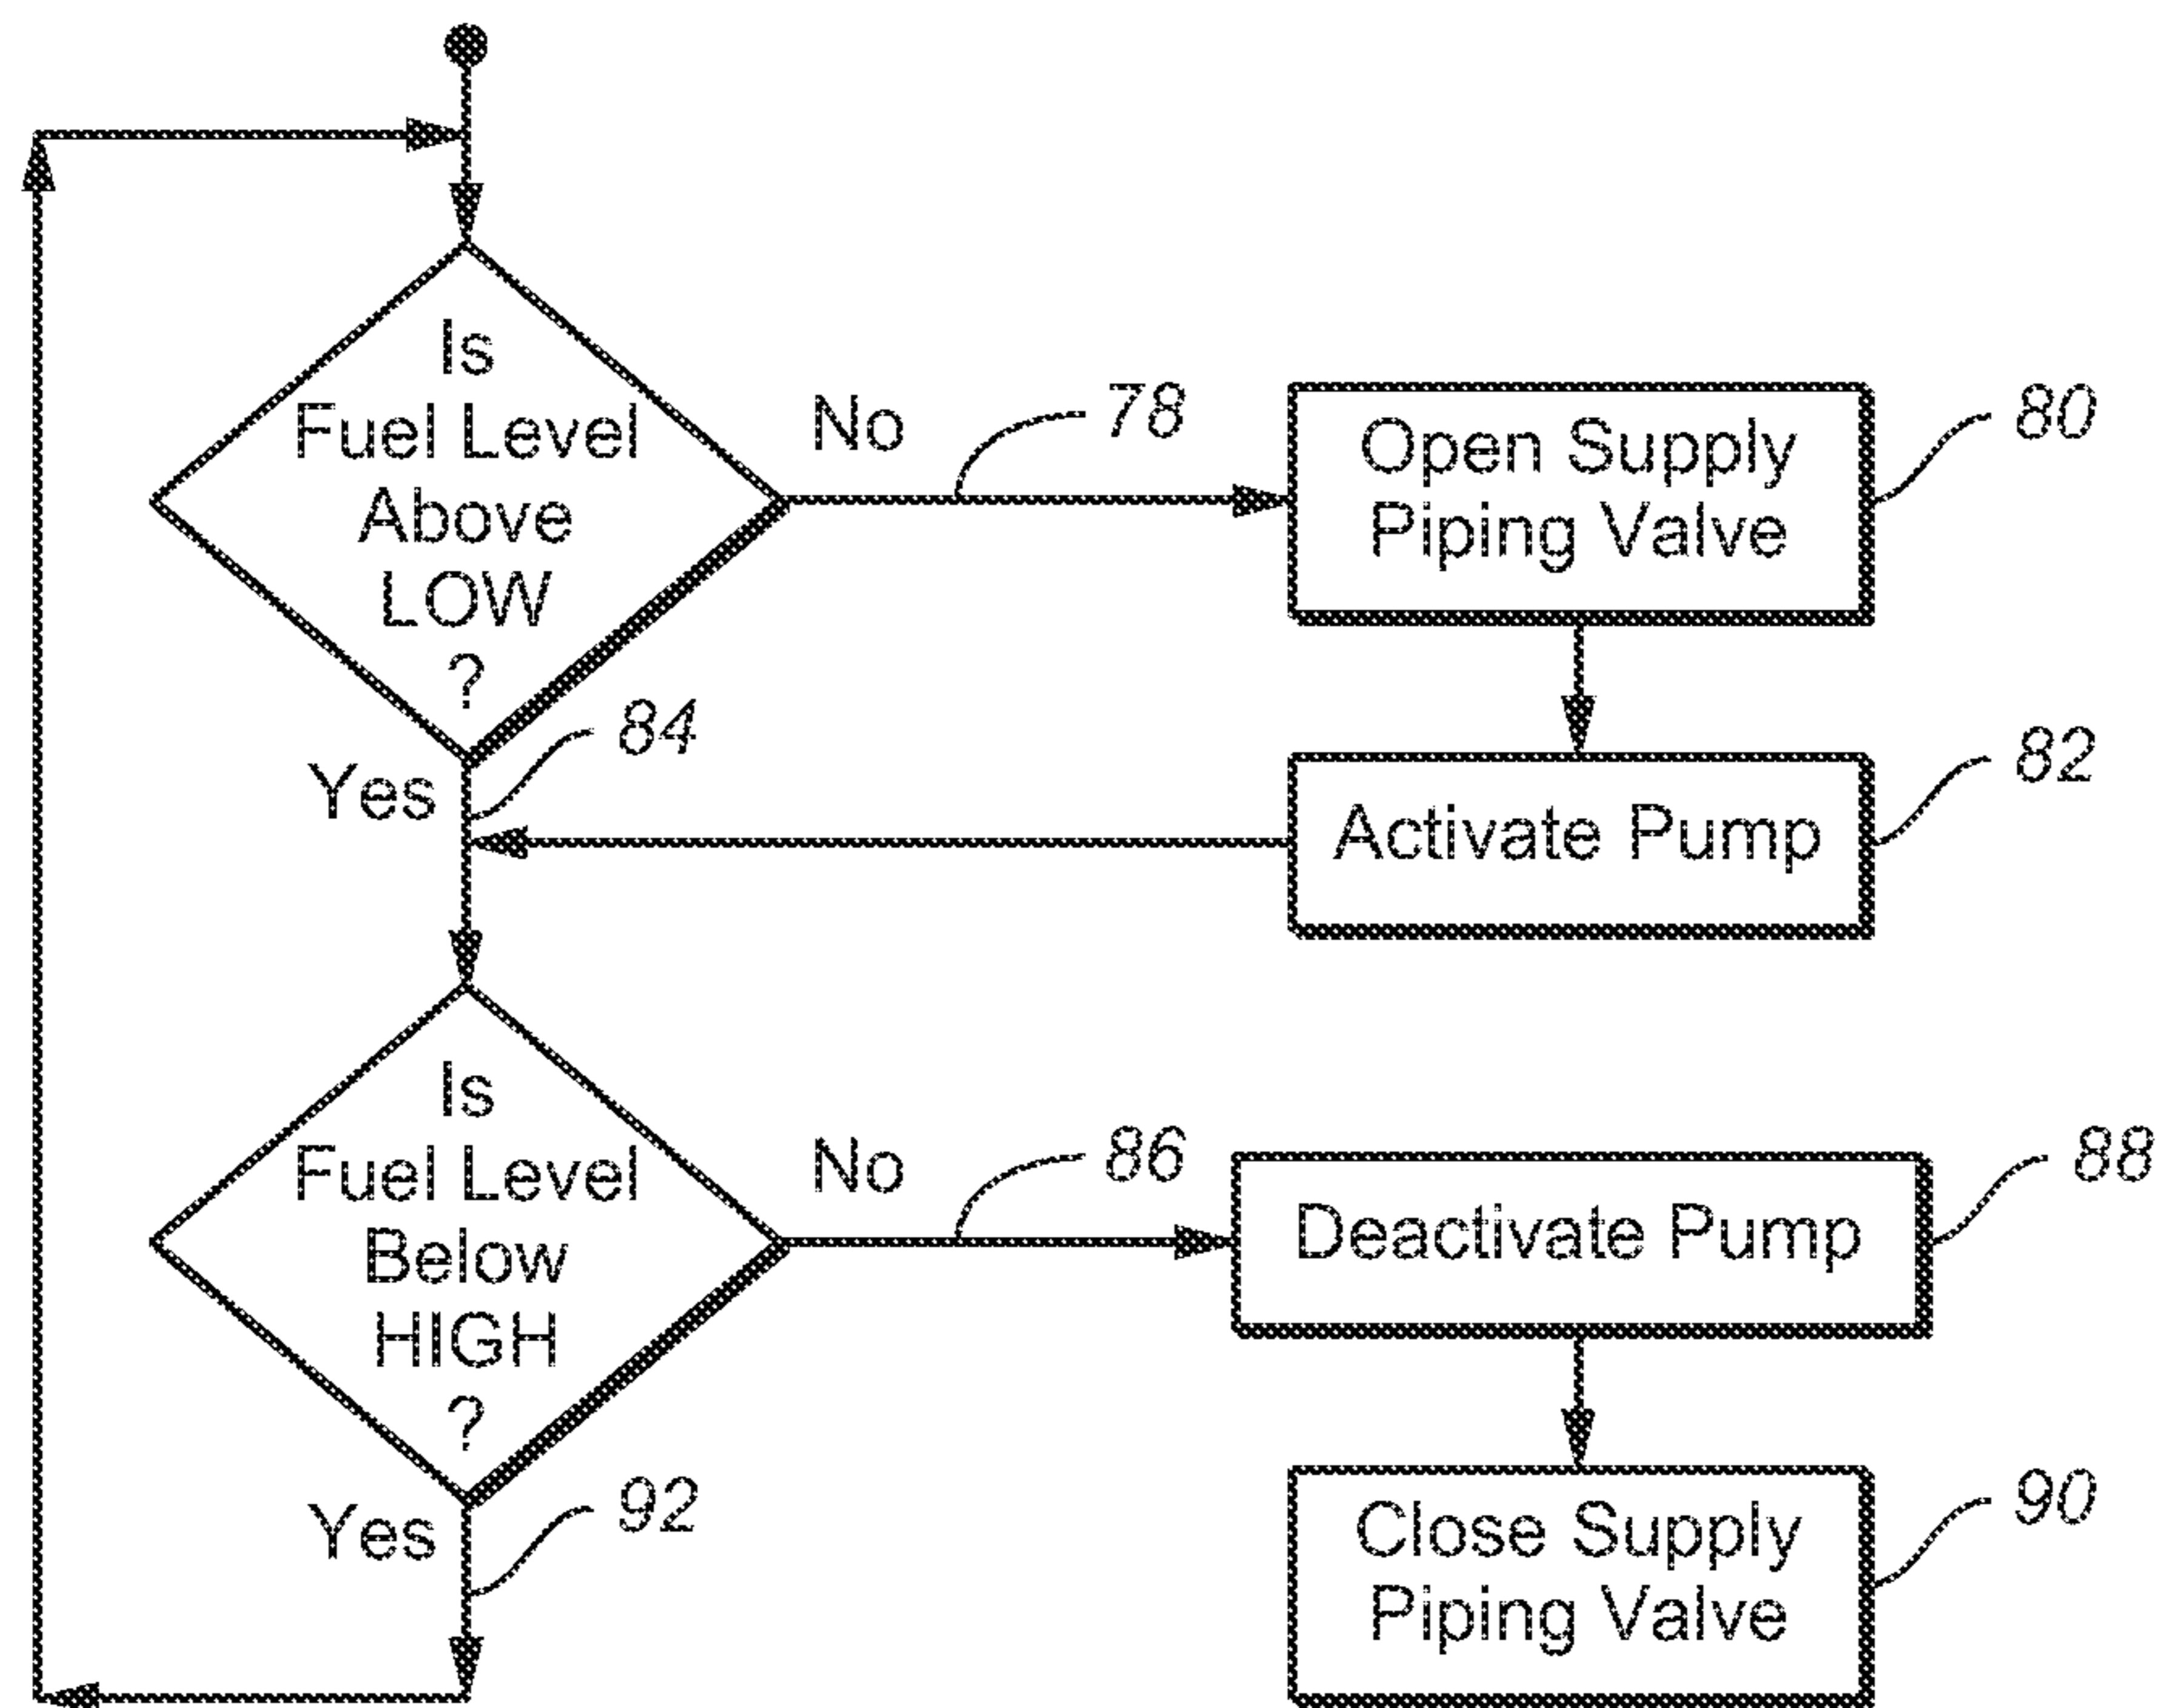 Is
Fuel Level
Above
LOW
?
No
78
Open Supply
Piping Valve
80
Yes
84
Activate Pump
82
Is
Fuel Level
Below
HIGH
?
No
86
Deactivate Pump
88
Yes
92
Close Supply
Piping Valve
90